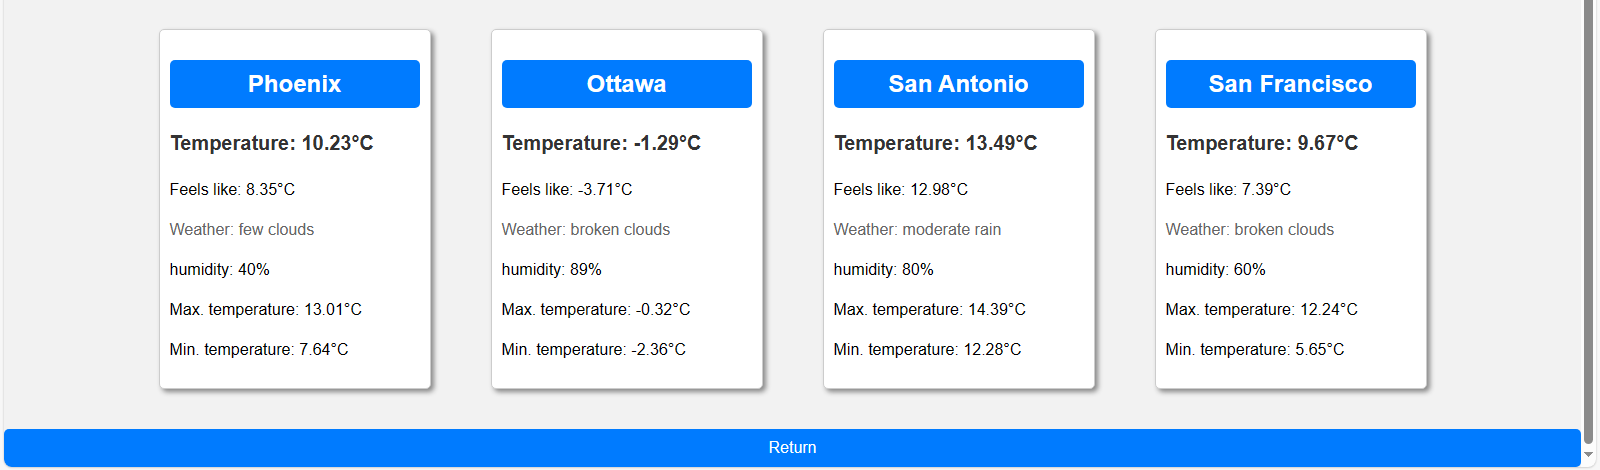 Phoenix
Temperature: 10.23°C
Feels like: 8.35°C
Weather: few clouds
humidity: 40%
Max. temperature: 13.01°C
Min. temperature: 7.64°C
Ottawa
Temperature: -1.29°C
Feels like: -3.71°C
Weather: broken clouds
humidity: 89%
Max. temperature: -0.32°C
Min. temperature: -2.36°C
San Antonio
Temperature: 13.49°C
Feels like: 12.98°C
Weather: moderate rain
humidity: 80%
Max. temperature: 14.39°C
Min. temperature: 12.28°C
San Francisco
Temperature: 9.67°C
Feels like: 7.39°C
Weather: broken clouds
humidity: 60%
Max. temperature: 12.24°C
Min. temperature: 5.65°C
Return